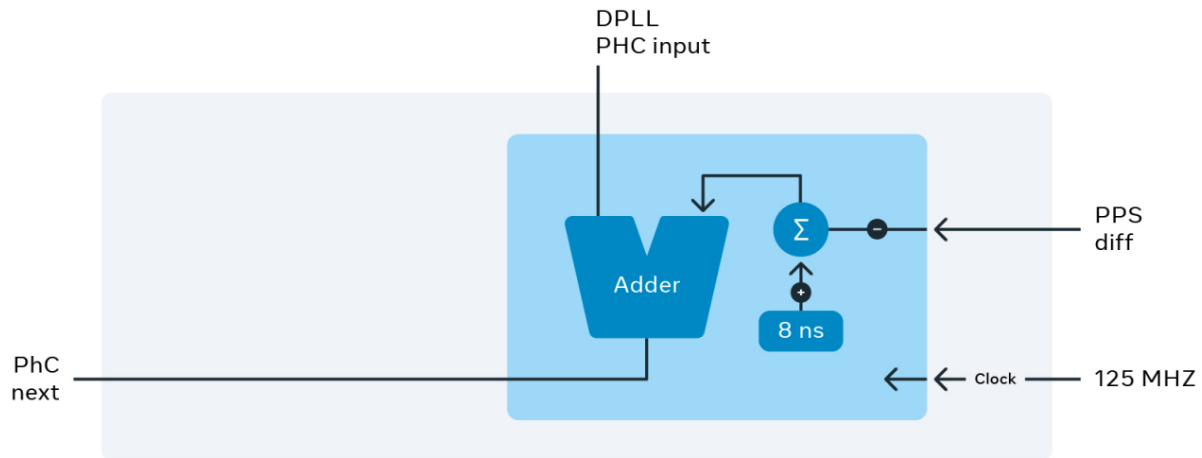 DPLL
PHC input
Σ
−
PPS
diff
Adder
+
8 ns
PhC
next
Clock
125 MHZ